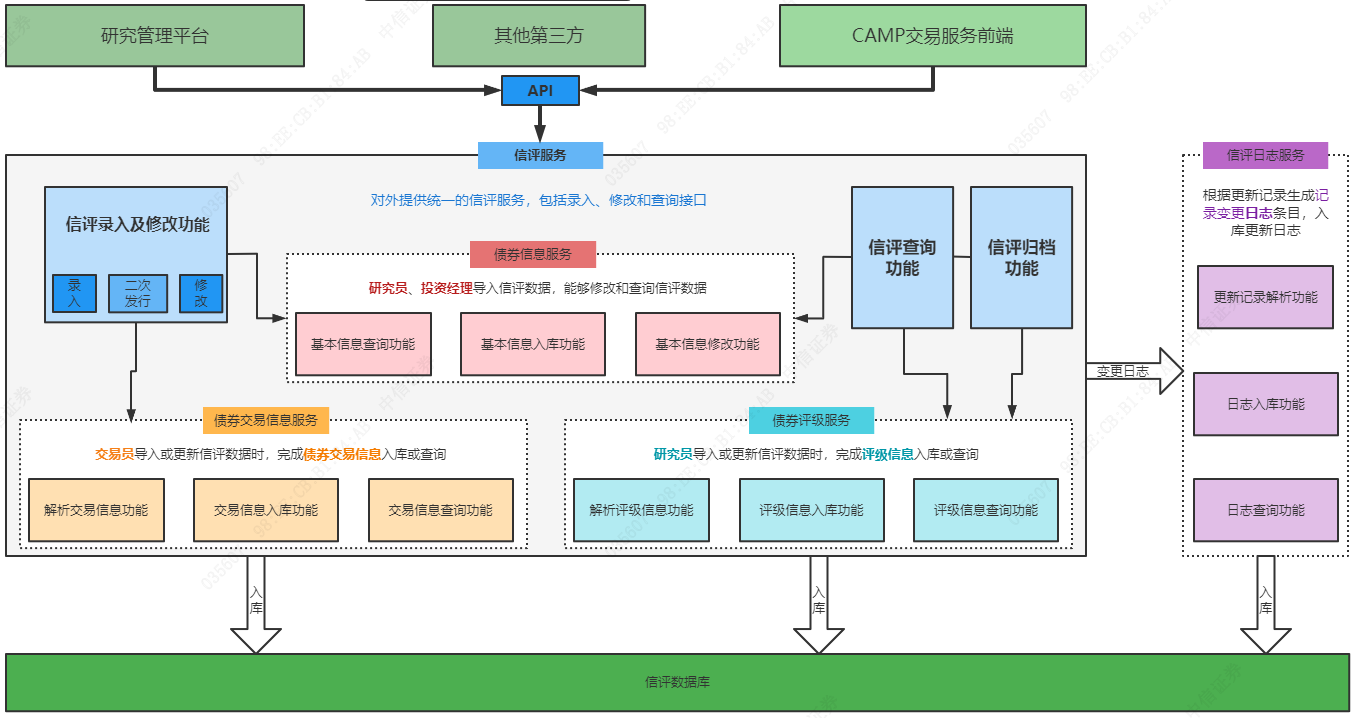 研究管理平台
其他第三方
CAMP交易服务前端
API
信评服务
对外提供统一的信评服务，包括录入、修改和查询接口
信评录入及修改功能
录
入
二次
发行
修
改
债券信息服务
研究员、投资经理导入信评数据，能够修改和查询信评数据
基本信息查询功能
基本信息入库功能
基本信息修改功能
信评查询
功能
信评归档
功能
变更日志
信评日志服务
根据更新记录生成记
录变更日志条目，入
库更新日志
更新记录解析功能
日志入库功能
日志查询功能
债券交易信息服务
交易员导入或更新信评数据时，完成债券交易信息入库或查询
解析交易信息功能
交易信息入库功能
交易信息查询功能
债券评级服务
研究员导入或更新信评数据时，完成评级信息入库或查询
解析评级信息功能
评级信息入库功能
评级信息查询功能
入
库
入
库
入
库
信评数据库